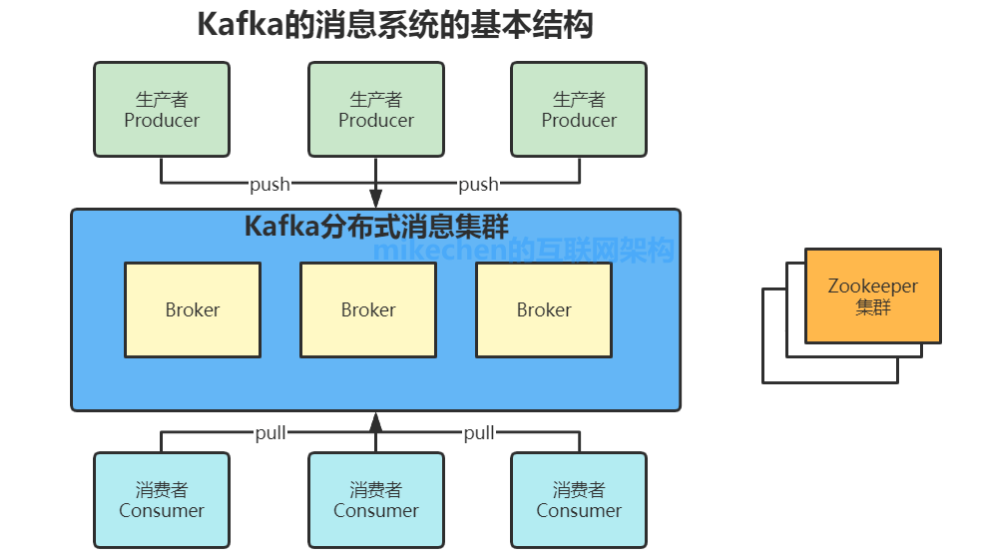 Kafka的消息系统的基本结构
生产者
Producer
生产者
Producer
生产者
Producer
push
push
Kafka分布式消息集群
mikechen的互联网架构
Broker
Broker
Broker
Zookeeper
集群
pull
pull
消费者
Consumer
消费者
Consumer
消费者
Consumer